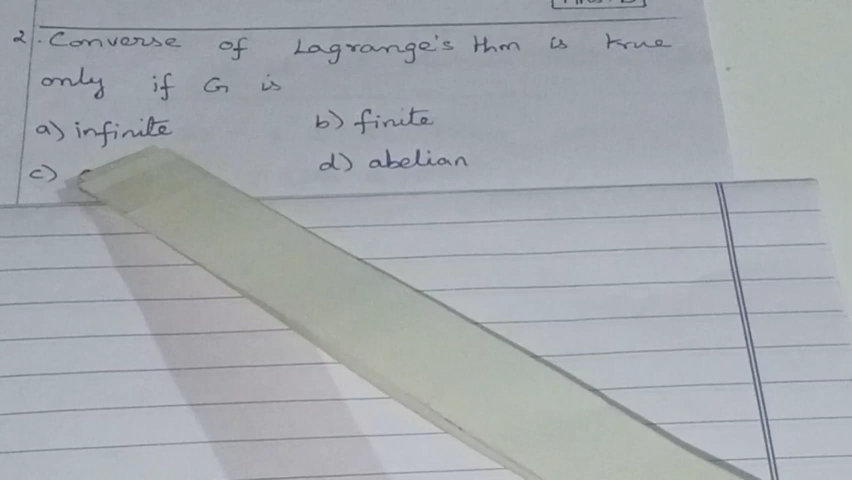 2. Converse of Lagrange's thm is true
only if G is
a) infinite b) finite
c) d) abelian